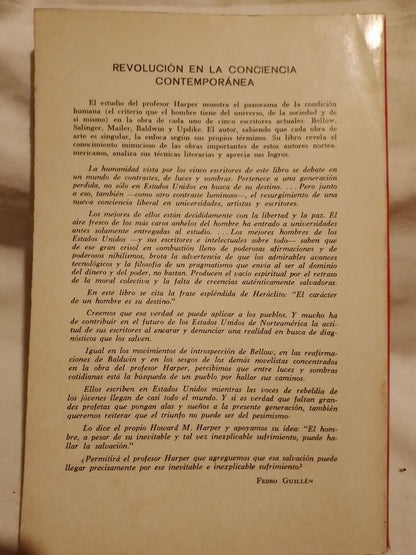 REVOLUCIÓN EN LA CONCIENCIA
CONTEMPORÁNEA
El estudio del profesor Harper muestra el panorama de la condición
humana (el criterio que el hombre tiene del universo, de la sociedad y de
sí mismo) en la obra de cada uno de cinco escritores actuales: Bellow,
Salinger, Mailer, Baldwin y Updike. El autor, sabiendo que cada obra de
arte es singular, la enfoca según sus propios términos. Su libro revela el
conocimiento minucioso de las obras importantes de estos autores norte-
americanos, analiza sus técnicas literarias y aprecia sus logros.
La humanidad vista por los cinco escritores de este libro se debate en
un mundo de contrastes, de luces y sombras. Pertenece a una generación
perdida, no sólo en Estados Unidos en busca de su destino. . . . Pero junto
a eso, también —como otro contraste luminoso—, el resurgimiento de una
nueva conciencia liberal en universidades, artistas y escritores.
Los mejores de ellos están decididamente con la libertad y la paz. El
aire fresco de los más caros anhelos del hombre ha entrado a universidades
antes solamente entregadas al estudio. . . . Los mejores hombres de los
Estados Unidos —y sus escritores e intelectuales sobre todo— saben que
de ese gran crisol en combustión lleno de poderosas afirmaciones y de
poderosos nihilismos, brota la advertencia de que los admirables avances
tecnológicos y la filosofía de un pragmatismo que envía al ser al dominio
del dinero y del poder, no bastan. Producen el vacío espiritual por el retraso
de la moral colectiva y la falta de creencias auténticamente salvadoras.
En este libro se cita la frase espléndida de Heráclito: "El carácter
de un hombre es su destino."
Creemos que esa verdad se puede aplicar a los pueblos. Y mucho ha
de contribuir en el futuro de los Estados Unidos de Norteamérica la acti-
tud de sus escritores al encarar y denunciar una realidad en busca de diag-
nósticos que los salven.
Igual en los movimientos de introspección de Bellow, en las reafirma-
ciones de Baldwin y en los sesgos de los demás novelistas concentrados
en la obra del profesor Harper, percibimos que entre luces y sombras
cotidianas está la búsqueda de un pueblo por hallar sus caminos.
Ellos escriben en Estados Unidos mientras las voces de rebeldía de
los jóvenes llegan de casi todo el mundo. Y si es verdad que faltan gran-
des profetas que pongan alas y sueños a la presente generación, también
queremos reiterar que el triunfo no puede ser del pesimismo.
Lo dice el propio Howard M. Harper y apoyamos su idea: "El hom-
bre, a pesar de su inevitable y tal vez inexplicable sufrimiento, puede ha-
llar la salvación."
¿Permitirá el profesor Harper que agreguemos que esa salvación puede
llegar precisamente por ese inevitable e inexplicable sufrimiento?
FEDRO GUILLÉN